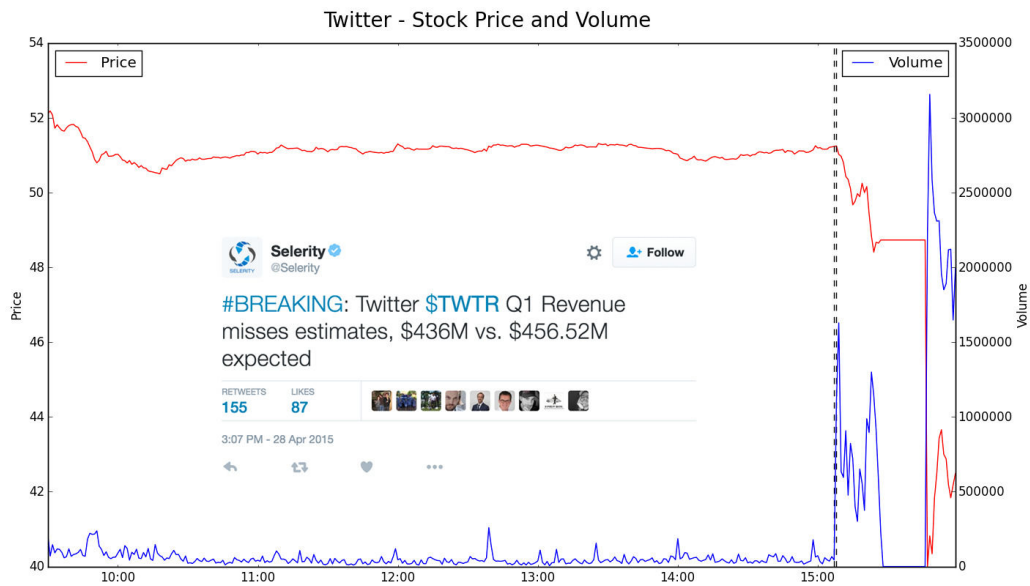 Twitter - Stock Price and Volume
54
52
50
48
46
44
42
40
Price
Price
Volume
3500000
3000000
2500000
2000000
1500000
1000000
500000
0
Volume
10:00
11:00
12:00
13:00
14:00
15:00
SELERITY
Selerity
@Selerity
Follow
#BREAKING: Twitter $TWTR Q1 Revenue
misses estimates, $436M vs. $456.52M
expected
RETWEETS LIKES
155 87
3:07 PM - 28 Apr 2015